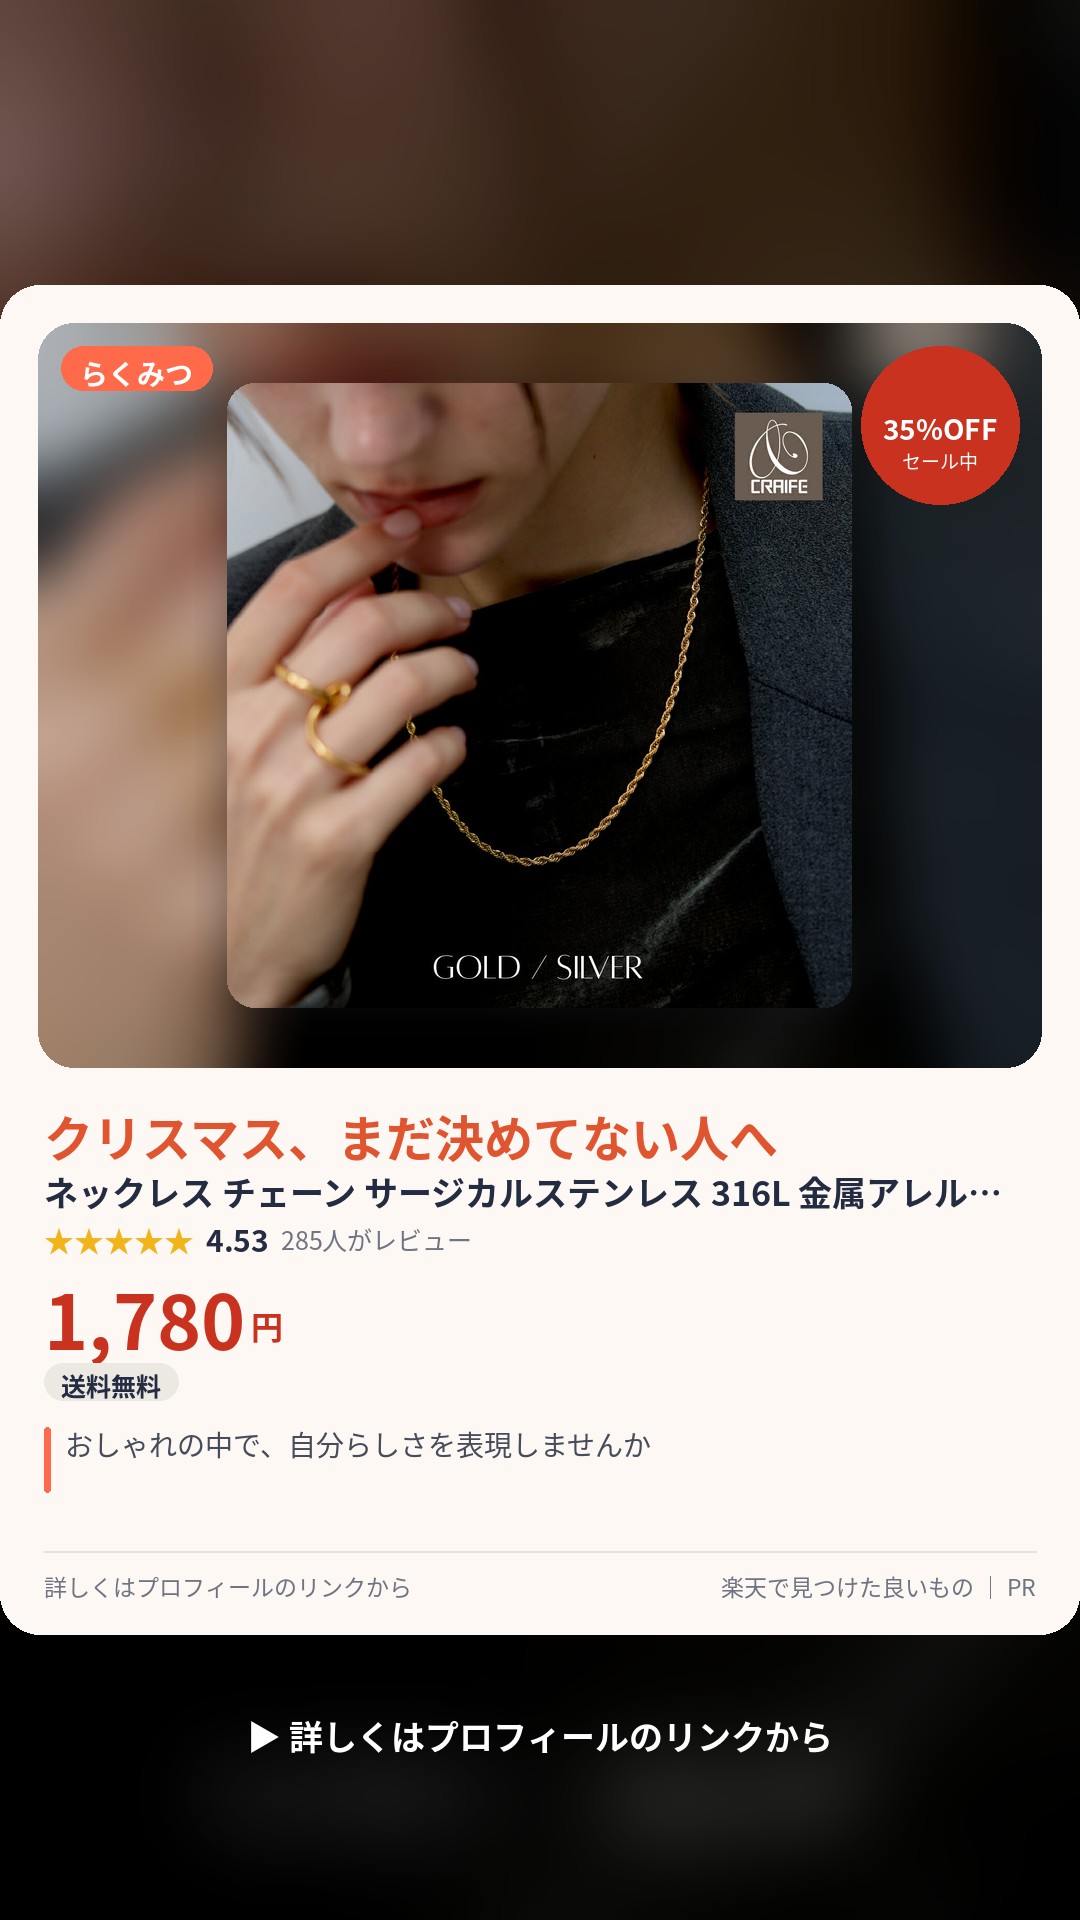 らくみつ
35%OFF
セール中
CRAIFE
GOLD / SILVER
クリスマス、まだ決めてない人へ
ネックレス チェーン サージカルステンレス 316L 金属アレル…
★★★★★ 4.53 285人がレビュー
1,780円
送料無料
おしゃれの中で、自分らしさを表現しませんか
詳しくはプロフィールのリンクから
楽天で見つけた良いもの｜PR
▶ 詳しくはプロフィールのリンクから